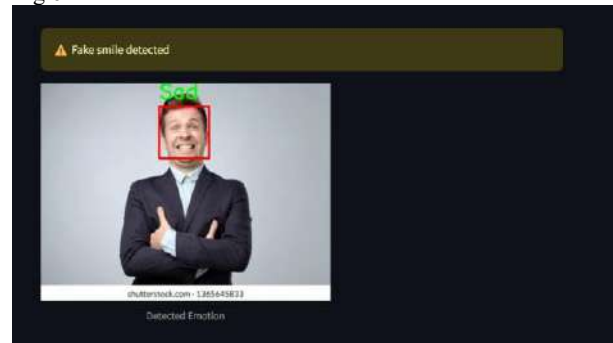 Fake smile detected
Sad
shutterstock.com · 1365645833
Detected Emotion